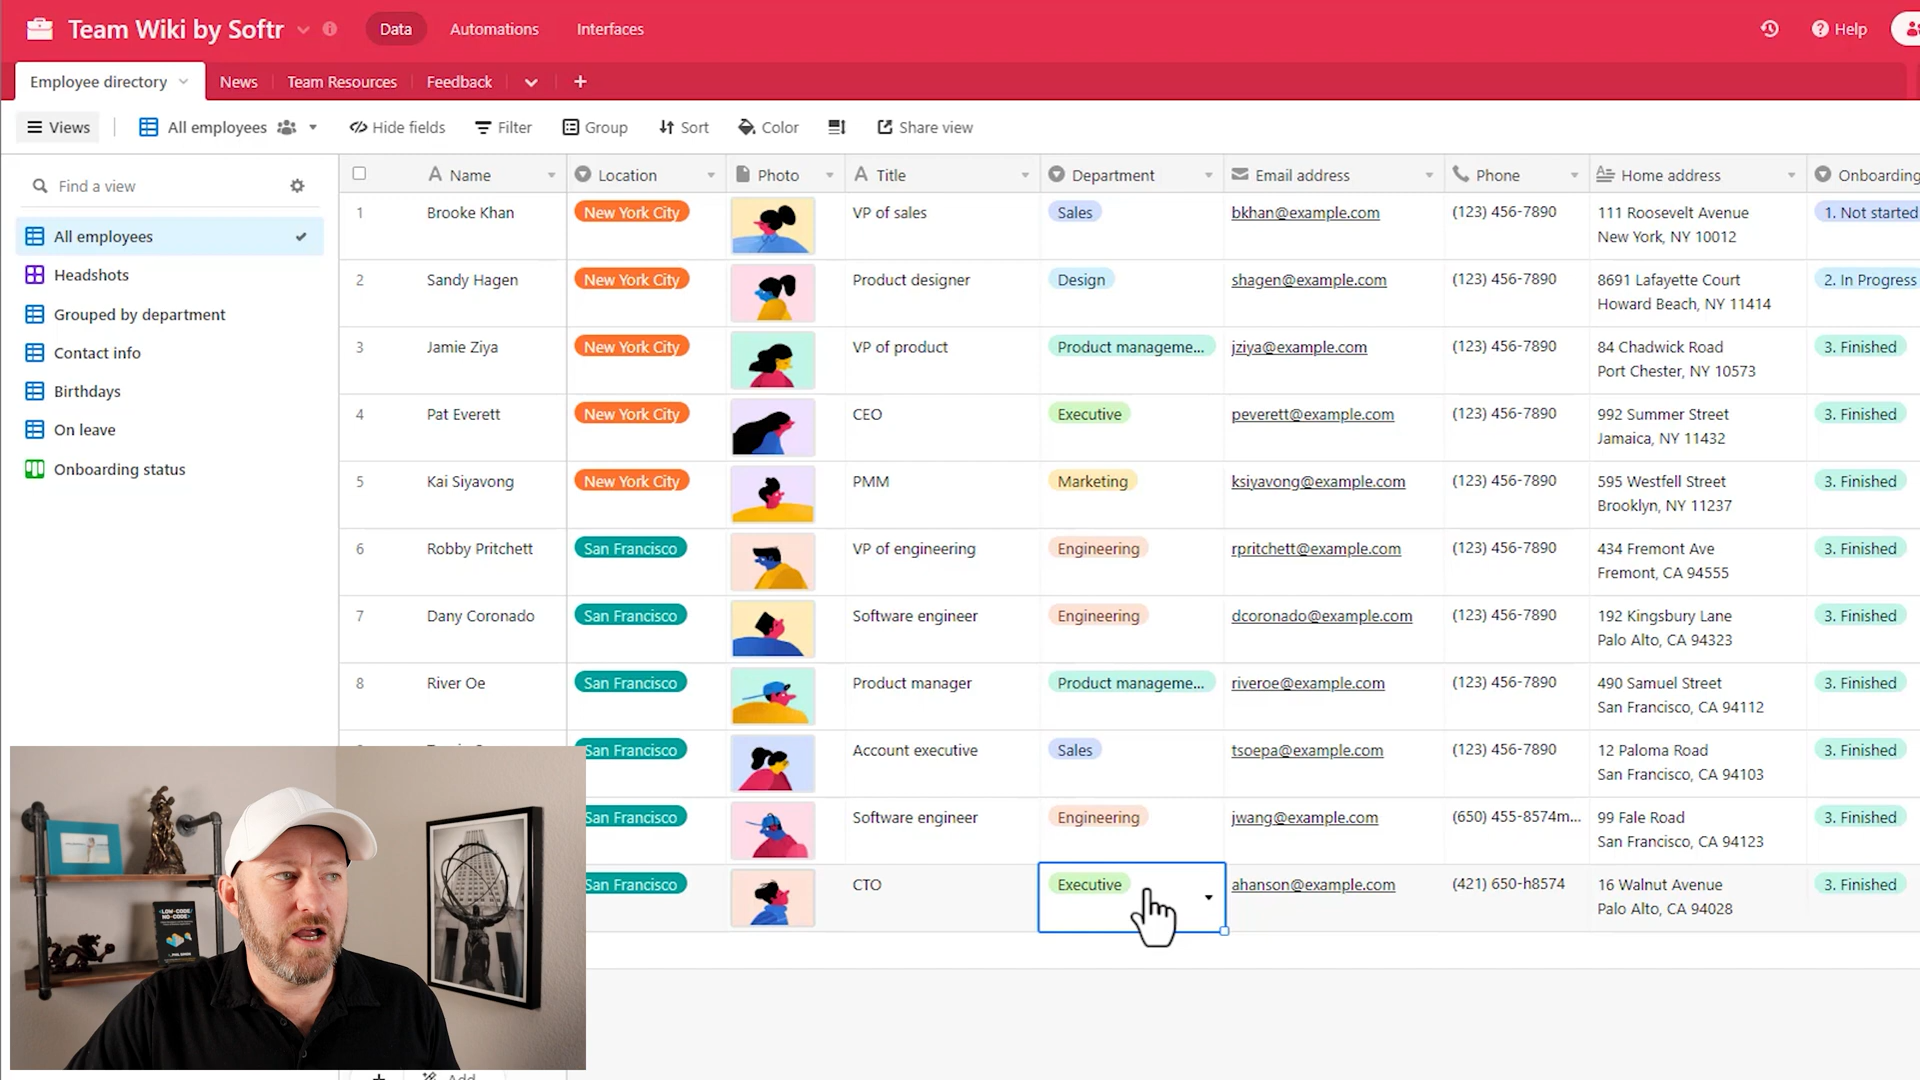 Team Wiki by Softr
Data
Automations
Interfaces
Help
Employee directory
News
Team Resources
Feedback
Views
All employees
Hide fields
Filter
Group
Sort
Color
Share view
Find a view
All employees
Headshots
Grouped by department
Contact info
Birthdays
On leave
Onboarding status
Name
Location
Photo
Title
Department
Email address
Phone
Home address
Onboarding
1 Brooke Khan New York City VP of sales Sales bkhan@example.com (123) 456-7890 111 Roosevelt Avenue 1. Not started
New York, NY 10012
2 Sandy Hagen New York City Product designer Design shagen@example.com (123) 456-7890 8691 Lafayette Court 2. In Progress
Howard Beach, NY 11414
3 Jamie Ziya New York City VP of product Product manageme... jziya@example.com (123) 456-7890 84 Chadwick Road 3. Finished
Port Chester, NY 10573
4 Pat Everett New York City CEO Executive peverett@example.com (123) 456-7890 992 Summer Street 3. Finished
Jamaica, NY 11432
5 Kai Siyavong New York City PMM Marketing ksiyavong@example.com (123) 456-7890 595 Westfell Street 3. Finished
Brooklyn, NY 11237
6 Robby Pritchett San Francisco VP of engineering Engineering rpritchett@example.com (123) 456-7890 434 Fremont Ave 3. Finished
Fremont, CA 94555
7 Dany Coronado San Francisco Software engineer Engineering dcoronado@example.com (123) 456-7890 192 Kingsbury Lane 3. Finished
Palo Alto, CA 94323
8 River Oe San Francisco Product manager Product manageme... riveroe@example.com (123) 456-7890 490 Samuel Street 3. Finished
San Francisco, CA 94112
San Francisco Account executive Sales tsoepa@example.com (123) 456-7890 12 Paloma Road 3. Finished
San Francisco, CA 94103
San Francisco Software engineer Engineering jwang@example.com (650) 455-8574m... 99 Fale Road 3. Finished
San Francisco, CA 94123
San Francisco CTO Executive ahanson@example.com (421) 650-h8574 16 Walnut Avenue 3. Finished
Palo Alto, CA 94028
LOW-CODE/
NO-CODE
Add